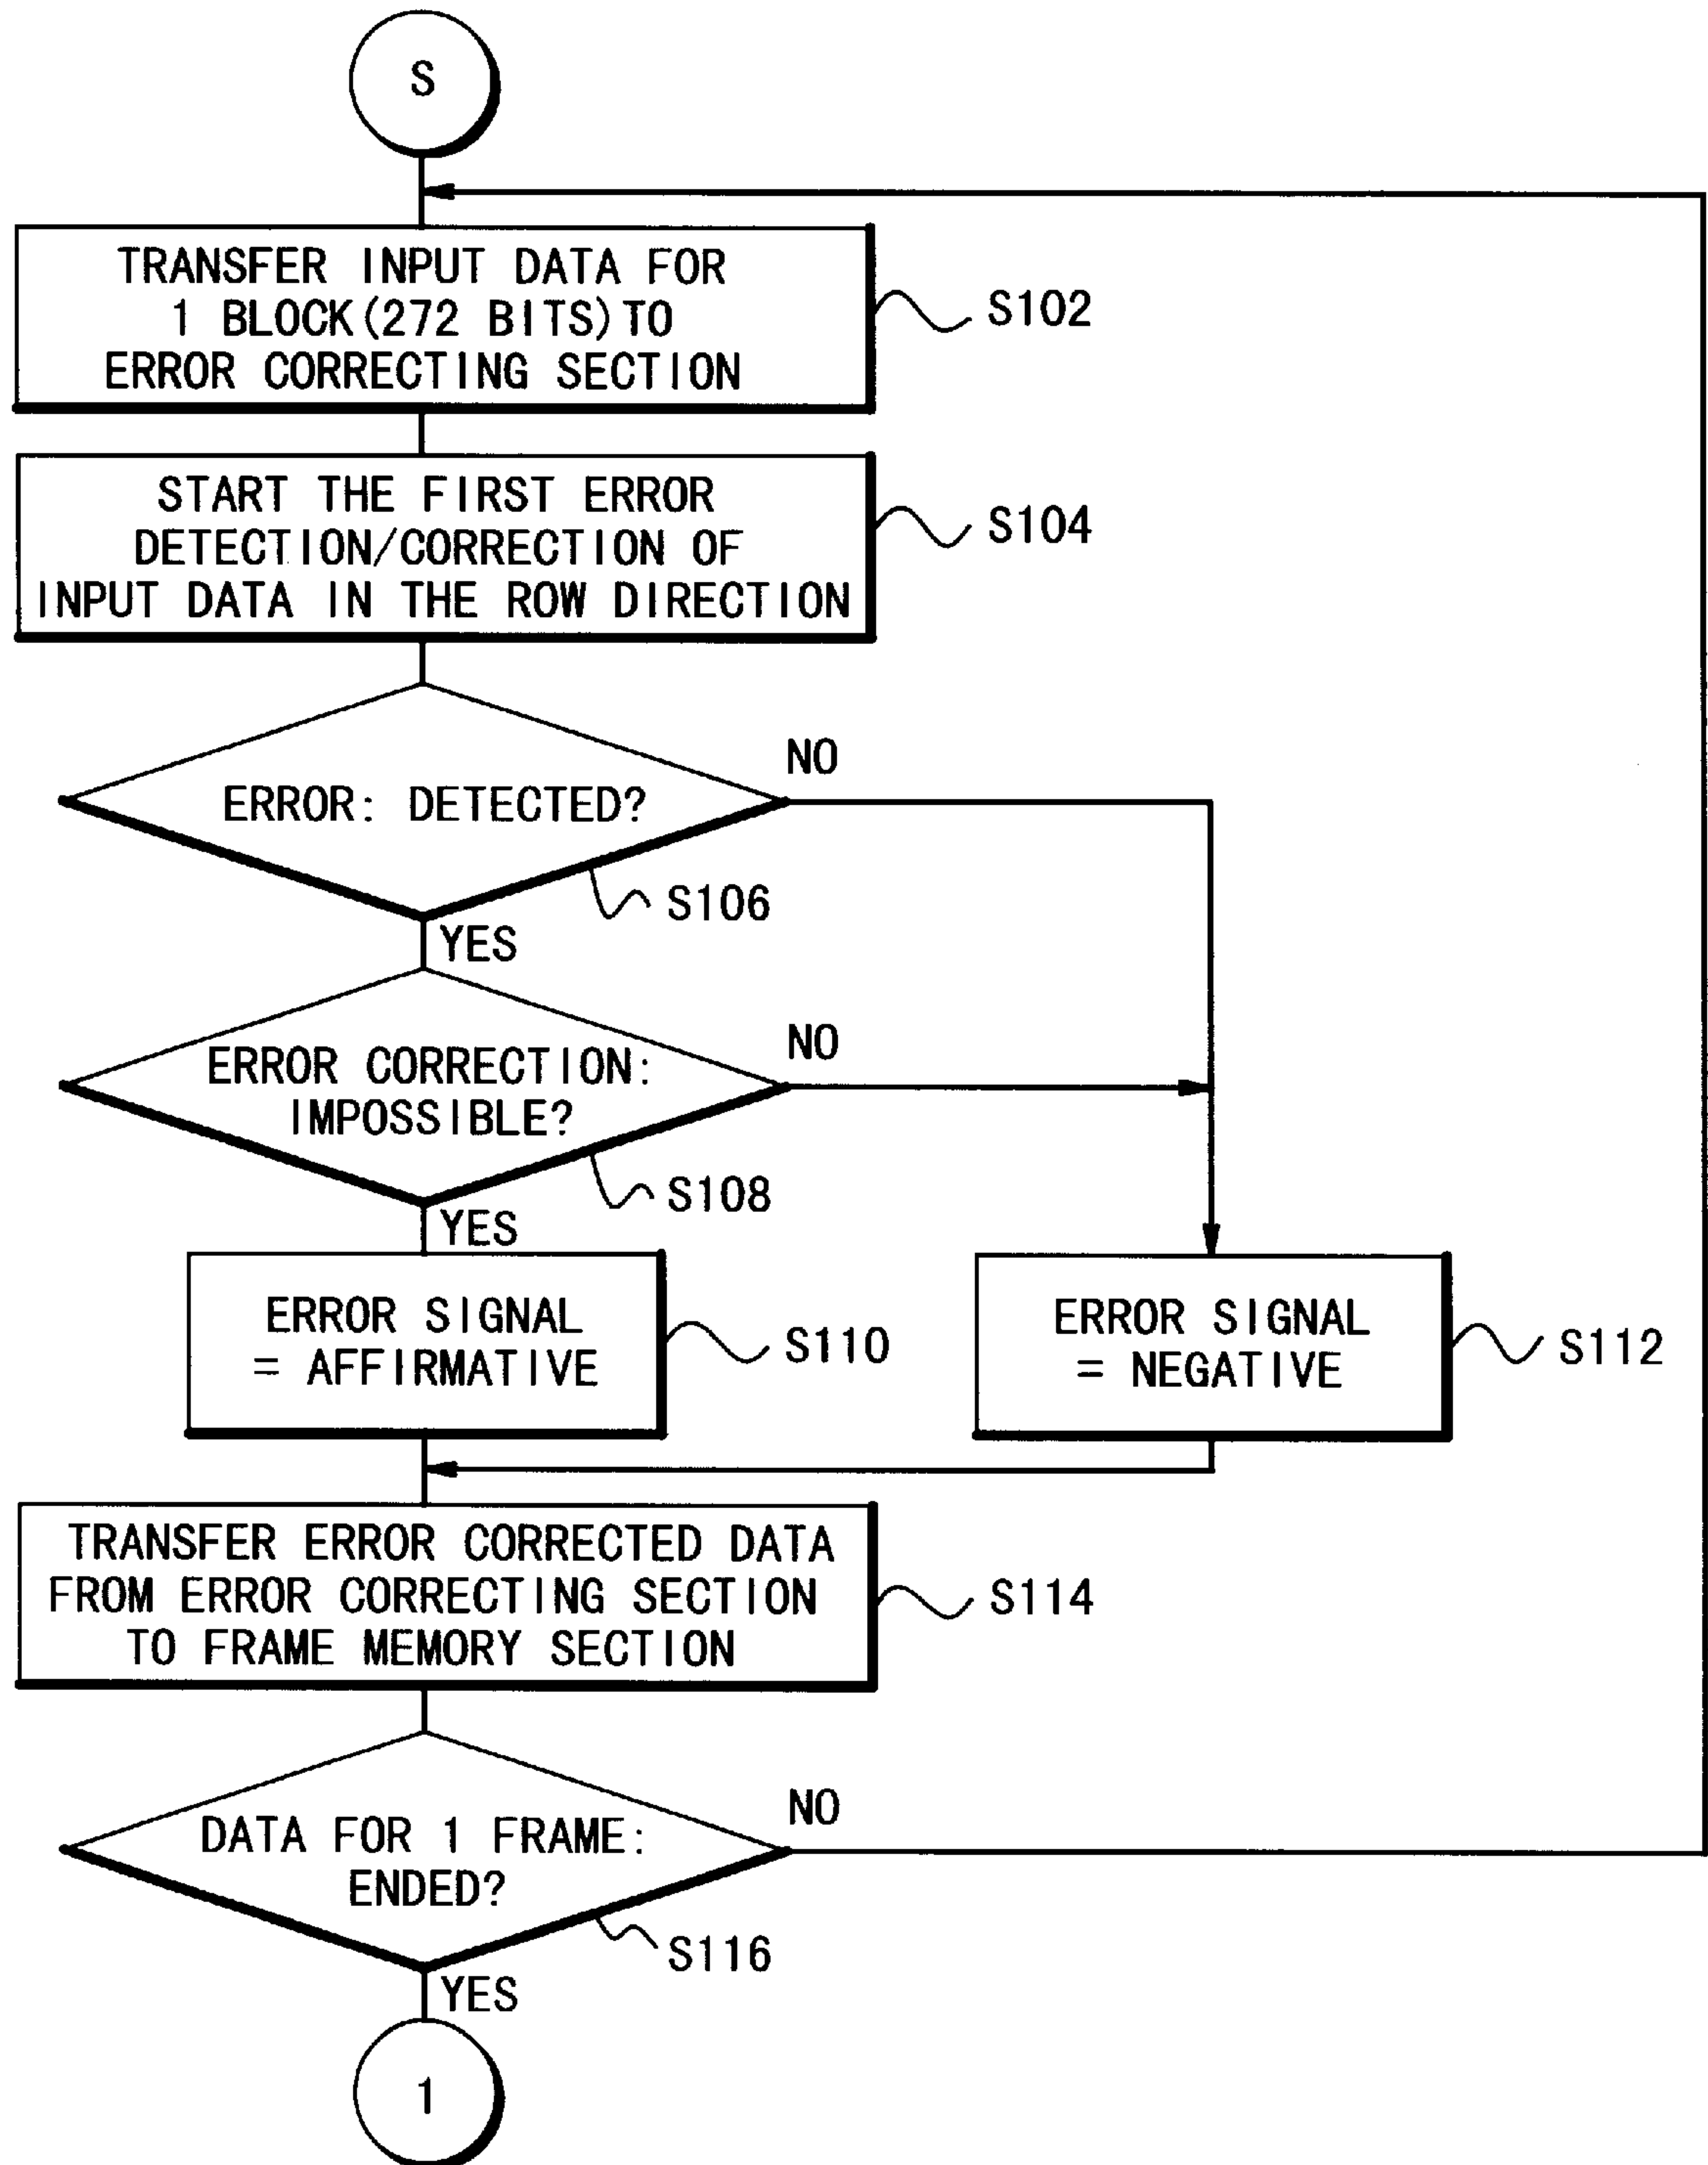 S
TRANSFER INPUT DATA FOR
1 BLOCK(272 BITS)TO
ERROR CORRECTING SECTION
S102
START THE FIRST ERROR
DETECTION/CORRECTION OF
INPUT DATA IN THE ROW DIRECTION
S104
ERROR: DETECTED?
NO
S106
YES
ERROR CORRECTION:
IMPOSSIBLE?
NO
S108
YES
ERROR SIGNAL
= AFFIRMATIVE
S110
ERROR SIGNAL
= NEGATIVE
S112
TRANSFER ERROR CORRECTED DATA
FROM ERROR CORRECTING SECTION
TO FRAME MEMORY SECTION
S114
DATA FOR 1 FRAME:
ENDED?
NO
S116
YES
1